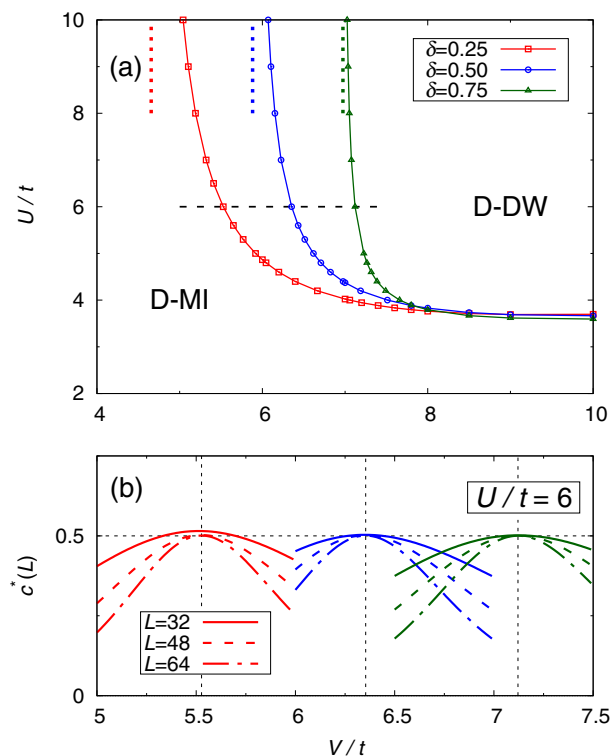 (a)
δ=0.25
δ=0.50
δ=0.75
10
8
6
4
2
U / t
D-MI
D-DW
4
6
8
10
(b)
U / t = 6
0.5
0
c*(L)
L=32
L=48
L=64
5
5.5
6
6.5
7
7.5
V / t